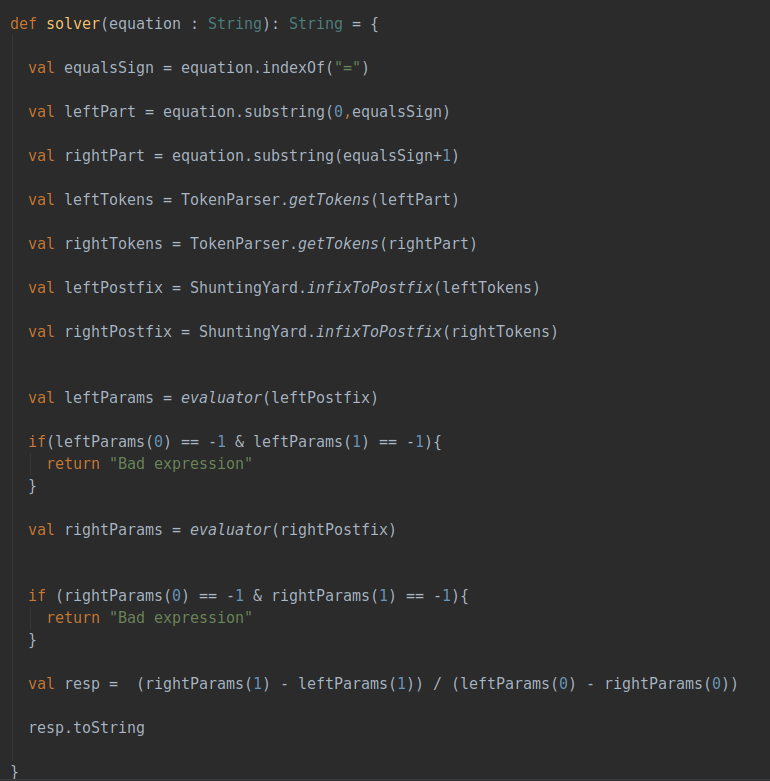 def solver(equation : String): String = {
val equalsSign = equation.indexOf("=")
val leftPart = equation.substring(0,equalsSign)
val rightPart = equation.substring(equalsSign+1)
val leftTokens = TokenParser.getTokens(leftPart)
val rightTokens = TokenParser.getTokens(rightPart)
val leftPostfix = ShuntingYard.infixToPostfix(leftTokens)
val rightPostfix = ShuntingYard.infixToPostfix(rightTokens)
val leftParams = evaluator(leftPostfix)
if(leftParams(0) == -1 & leftParams(1) == -1){
return "Bad expression"
}
val rightParams = evaluator(rightPostfix)
if (rightParams(0) == -1 & rightParams(1) == -1){
return "Bad expression"
}
val resp =  (rightParams(1) - leftParams(1)) / (leftParams(0) - rightParams(0))
resp.toString
}